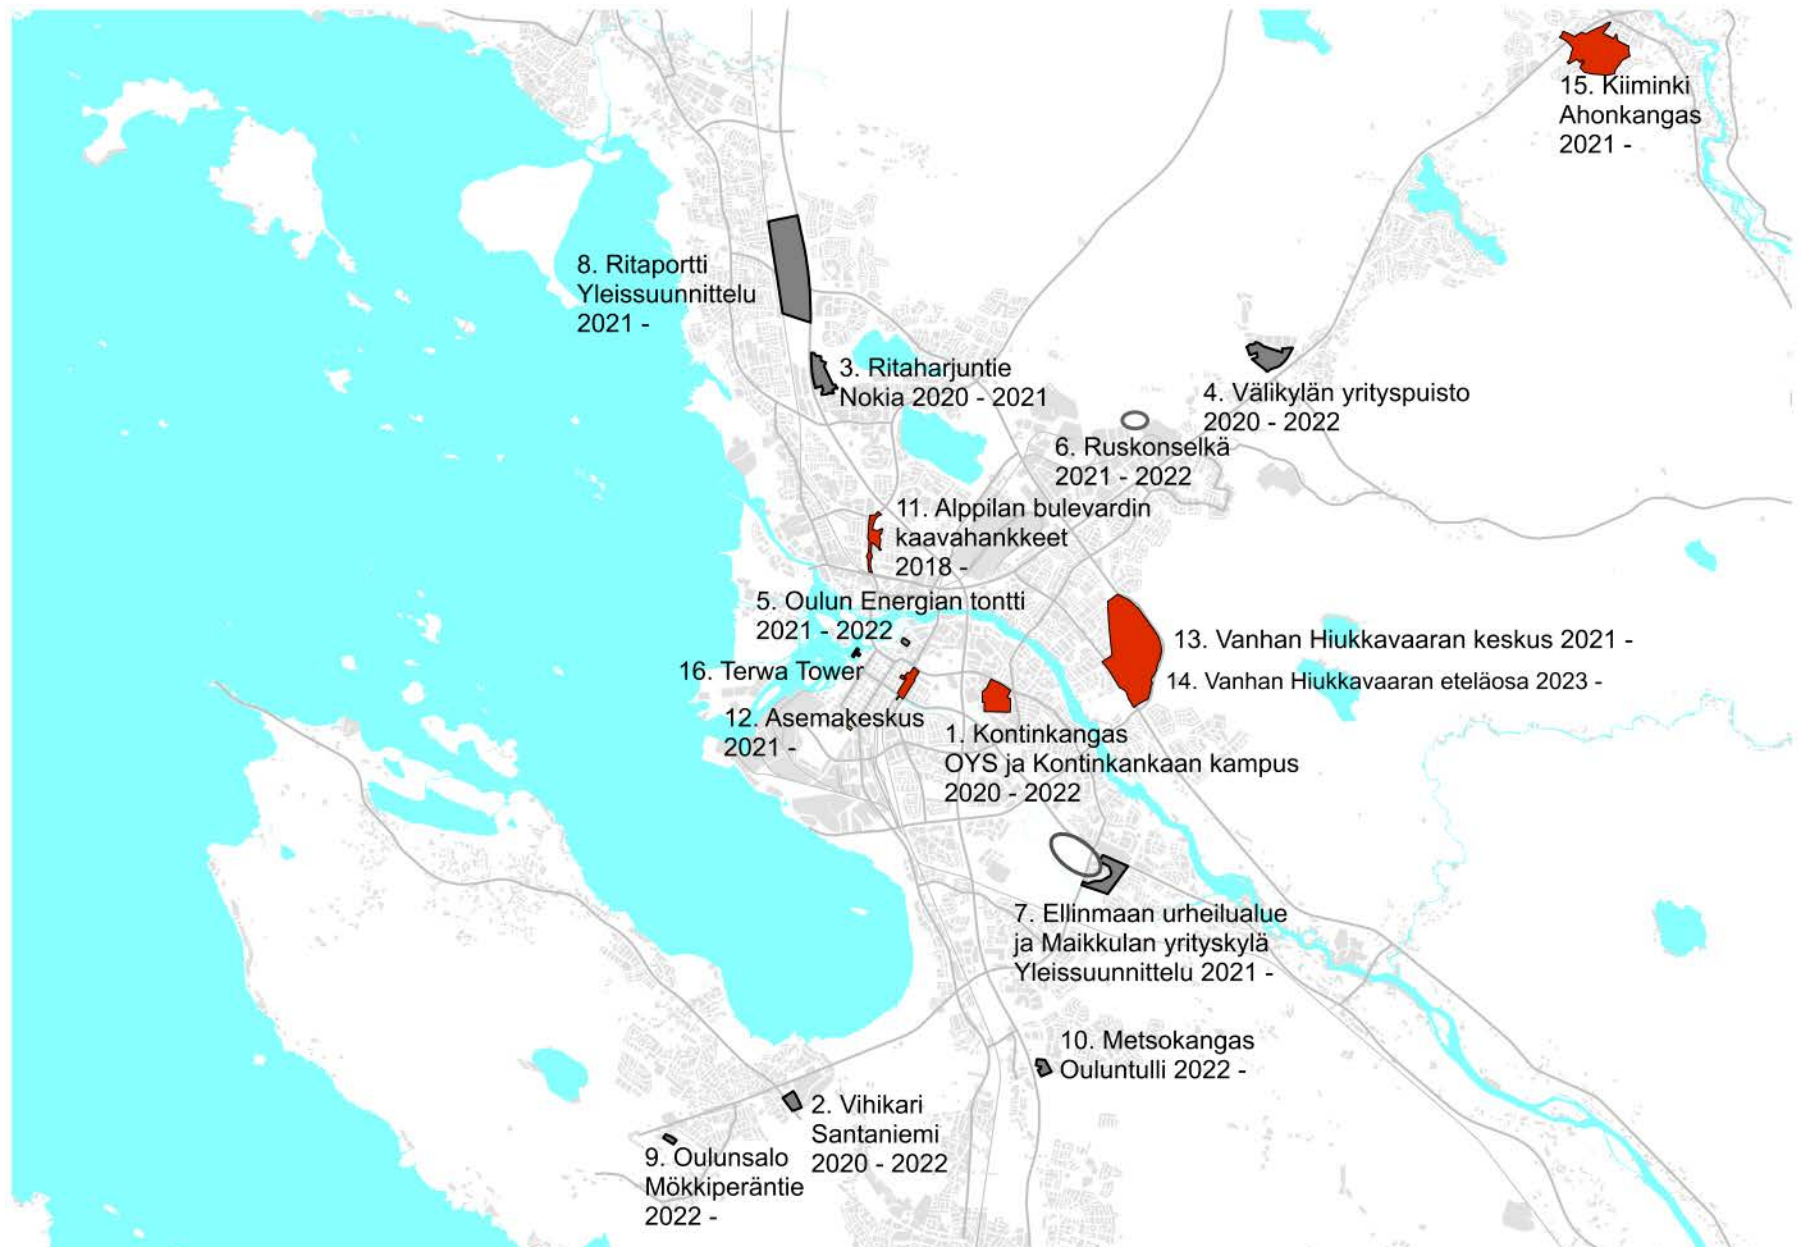 15. Kiiminki
Ahonkangas
2021 -
8. Ritaportti
Yleissuunnittelu
2021 -
3. Ritaharjuntie
Nokia 2020 - 2021
4. Välikylän yrityspuisto
2020 - 2022
6. Ruskonselkä
2021 - 2022
11. Alppilan bulevardin
kaavahankkeet
2018 -
5. Oulun Energian tontti
2021 - 2022
13. Vanhan Hiukkavaaran keskus 2021 -
16. Terwa Tower
14. Vanhan Hiukkavaaran eteläosa 2023 -
12. Asemakeskus
2021 -
1. Kontinkangas
OYS ja Kontinkankaan kampus
2020 - 2022
7. Ellinmaan urheilualue
ja Maikkulan yrityskylä
Yleissuunnittelu 2021 -
10. Metsokangas
Ouluntulli 2022 -
2. Vihikari
Santaniemi
2020 - 2022
9. Oulunsalo
Mökkiperäntie
2022 -